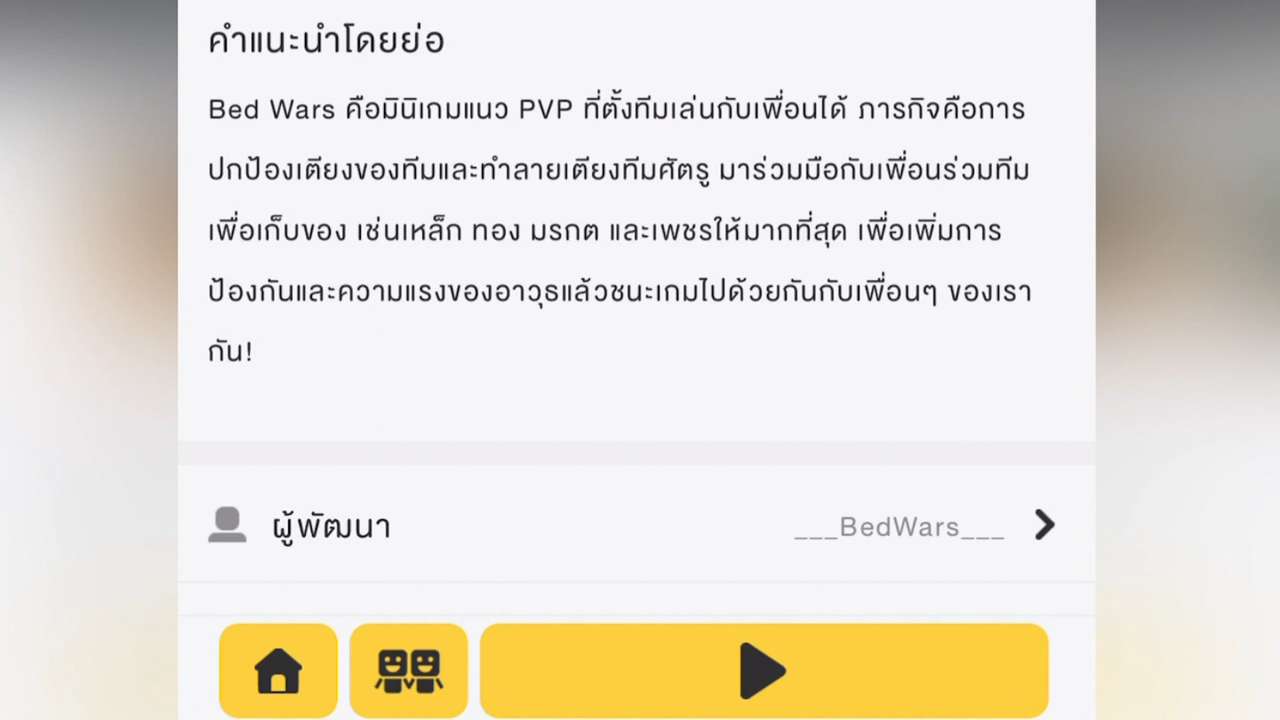 คำแนะนำโดยย่อ
Bed Wars คือมินิเกมแนว PVP ที่ตั้งทีมเล่นกับเพื่อนได้ ภารกิจคือการ
ปกป้องเตียงของทีมและทำลายเตียงทีมศัตรู มาร่วมมือกับเพื่อนร่วมทีม
เพื่อเก็บของ เช่นเหล็ก ทอง มรกต และเพชรให้มากที่สุด เพื่อเพิ่มการ
ป้องกันและความแรงของอาวุธแล้วชนะเกมไปด้วยกันกับเพื่อนๆ ของเรา
กัน!
ผู้พัฒนา ___BedWars___